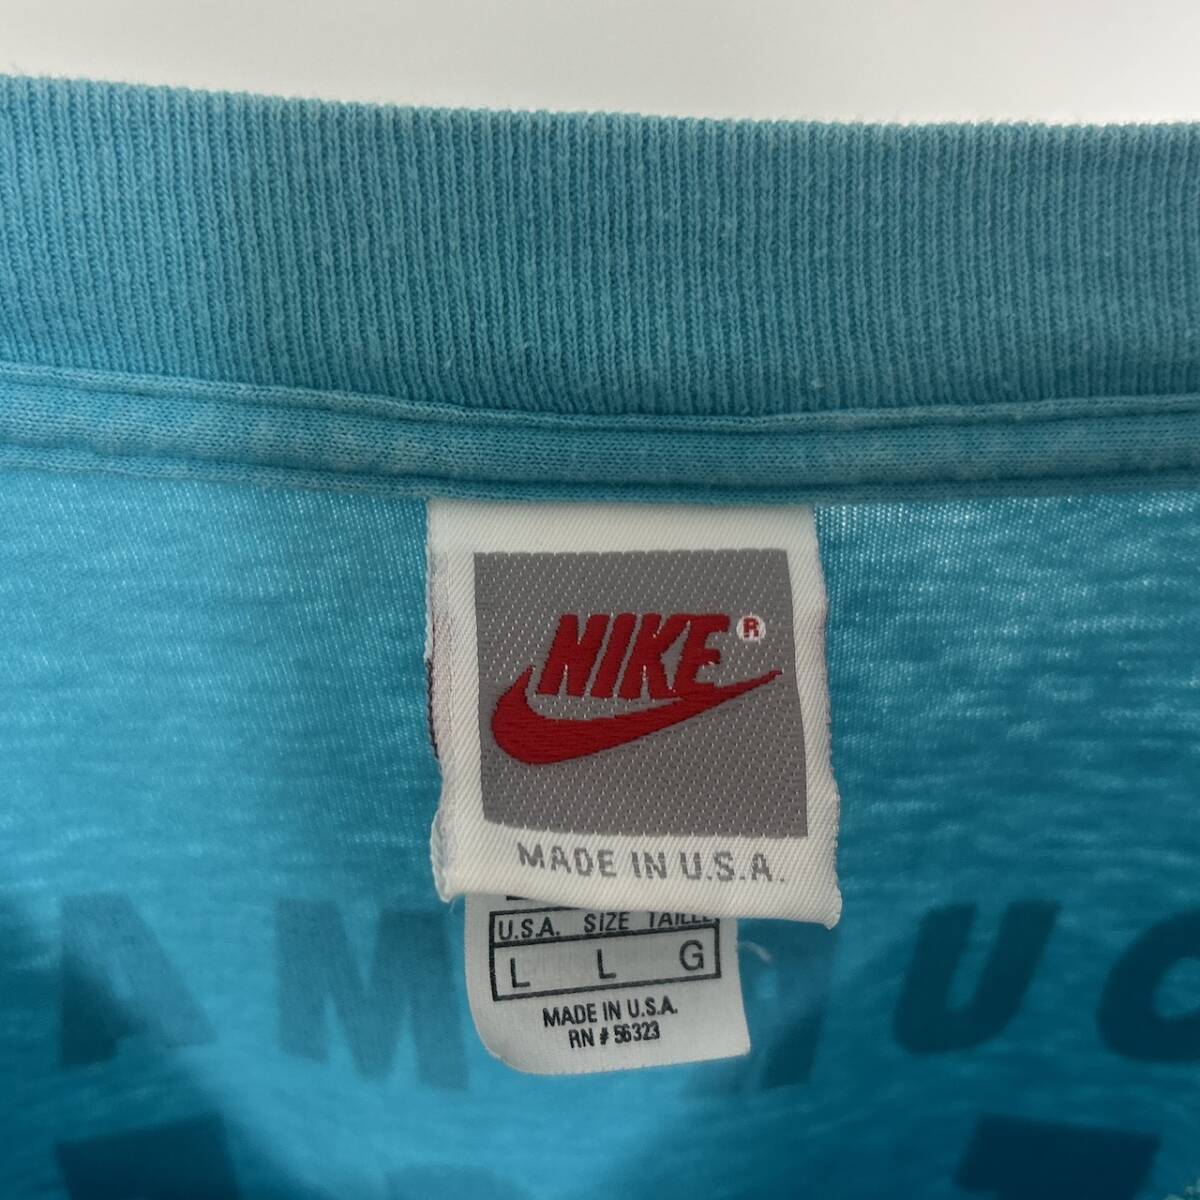 NIKE®
MADE IN U.S.A.
U.S.A. SIZE TAILLE
L L G
MADE IN U.S.A.
RN # 56323